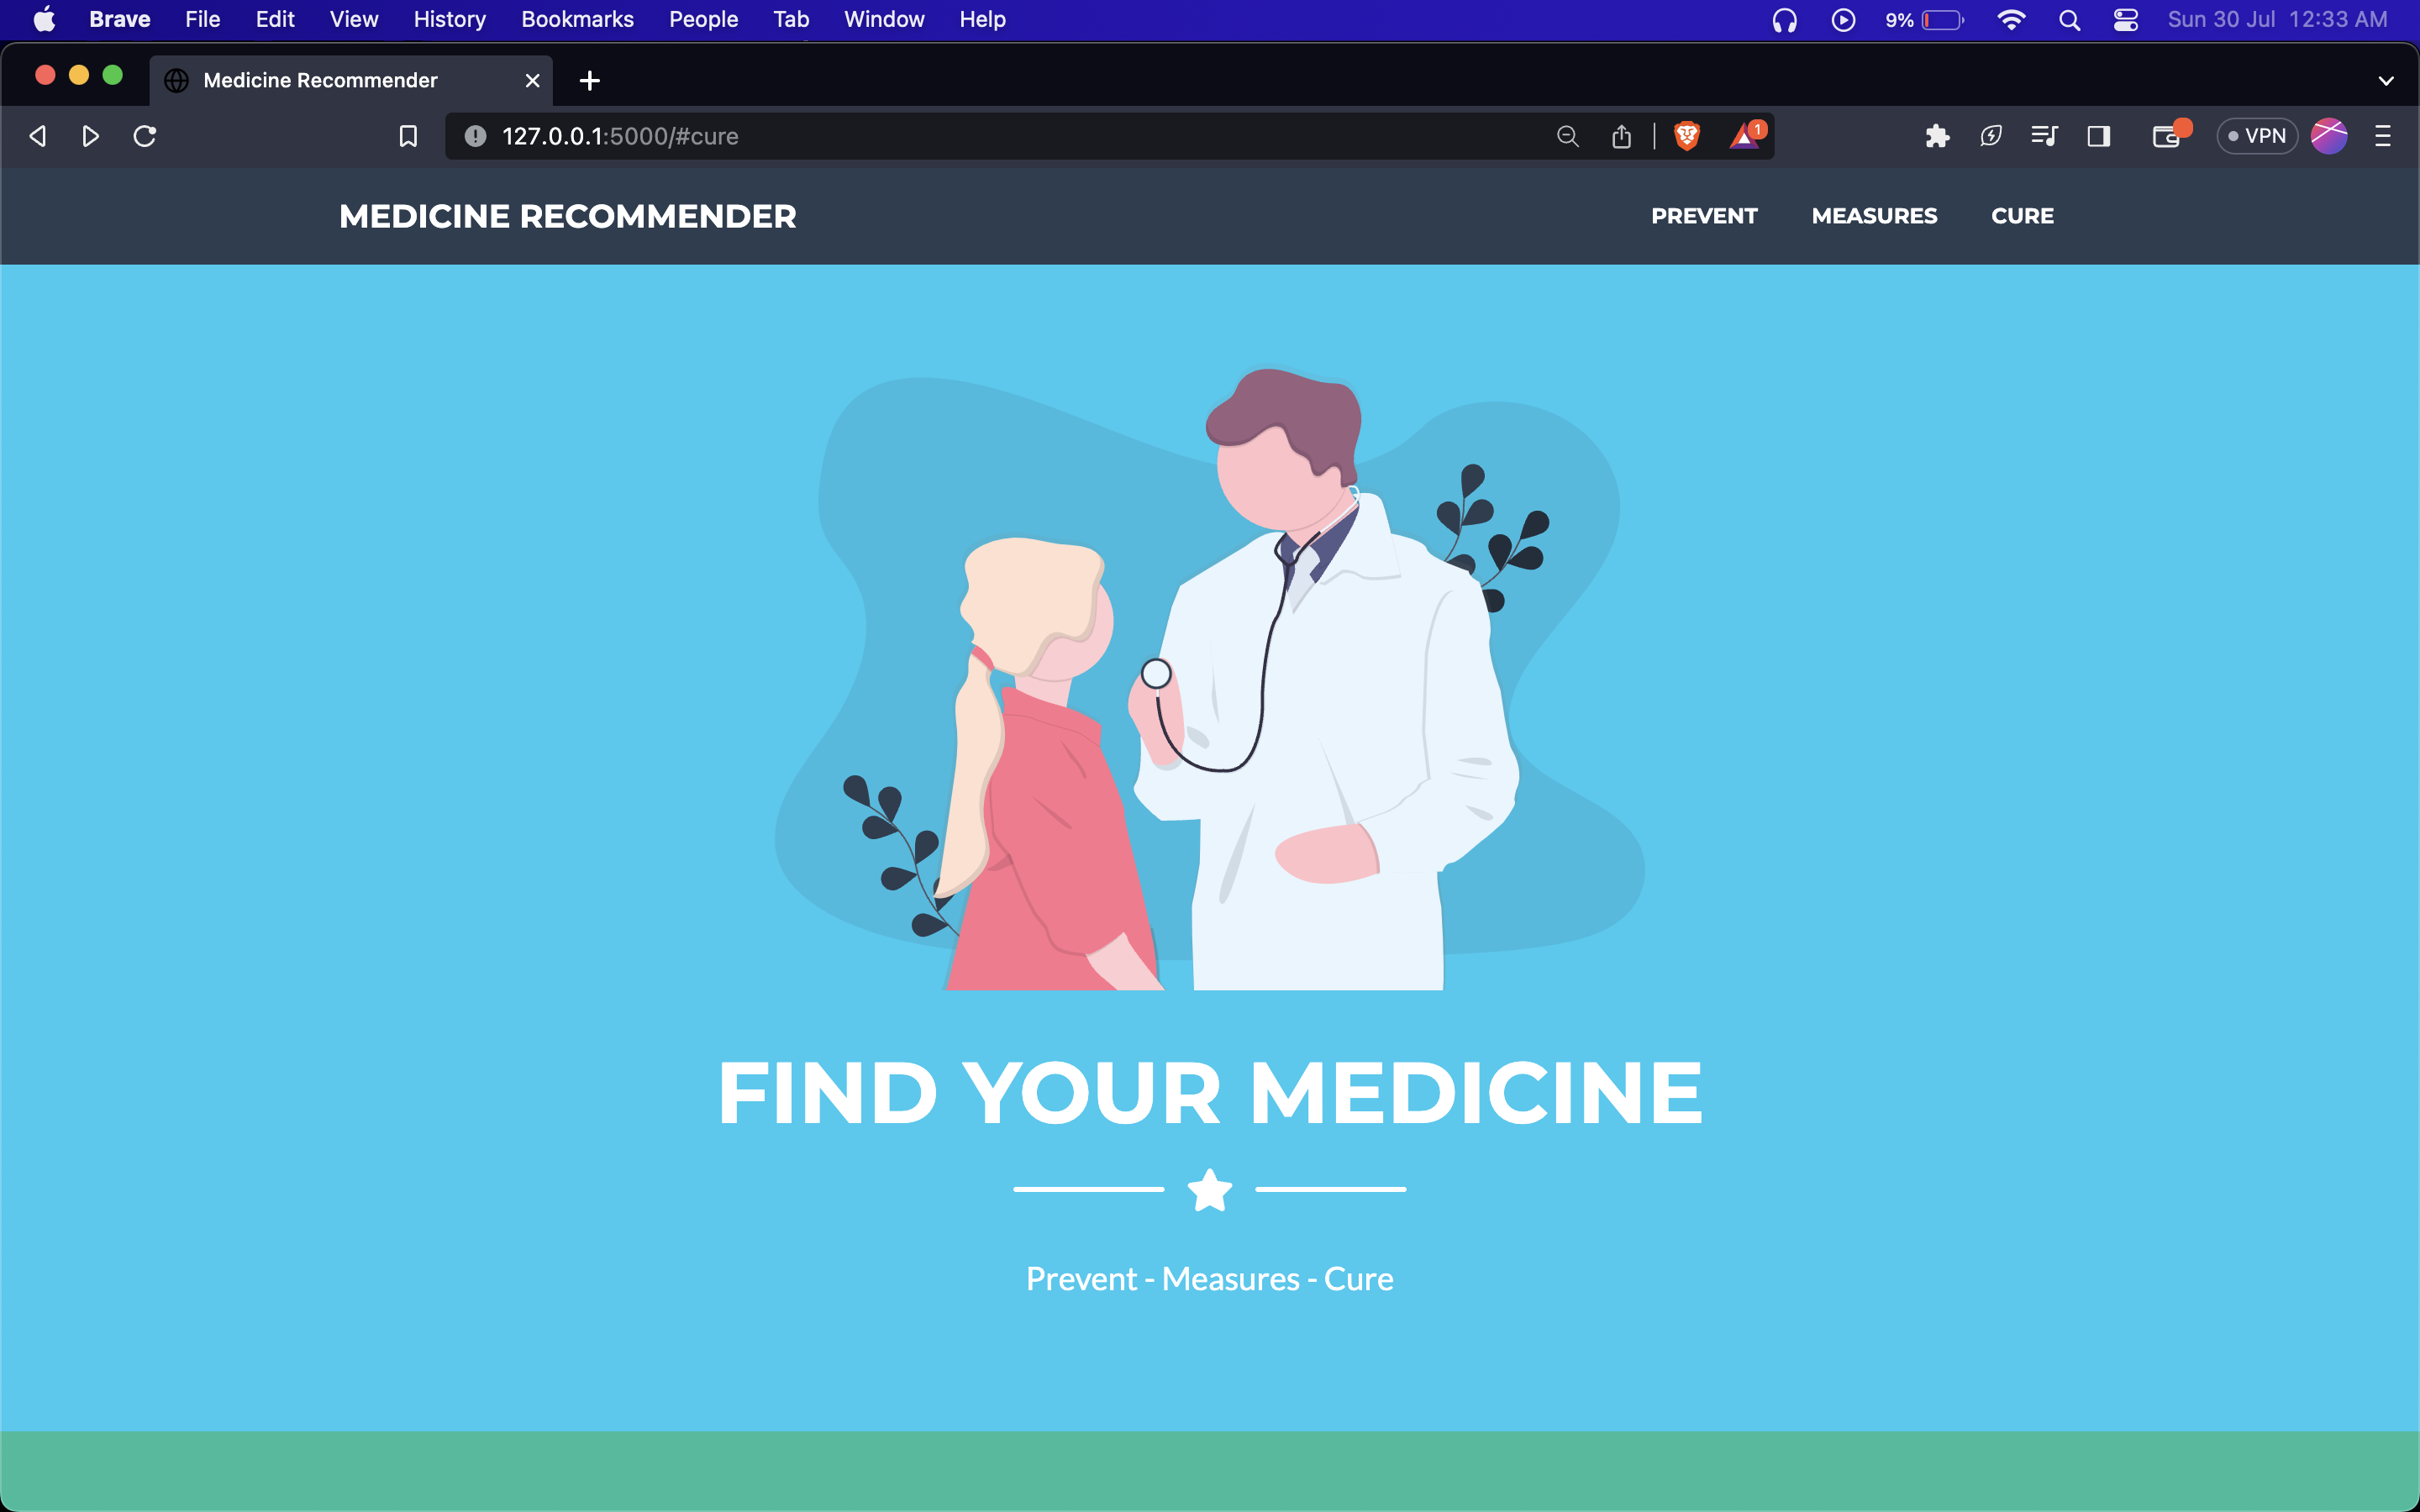 Brave File Edit View History Bookmarks People Tab Window Help 9% Sun 30 Jul 12:33 AM
Medicine Recommender
127.0.0.1:5000/#cure 1 VPN
MEDICINE RECOMMENDER PREVENT MEASURES CURE
FIND YOUR MEDICINE
Prevent - Measures - Cure